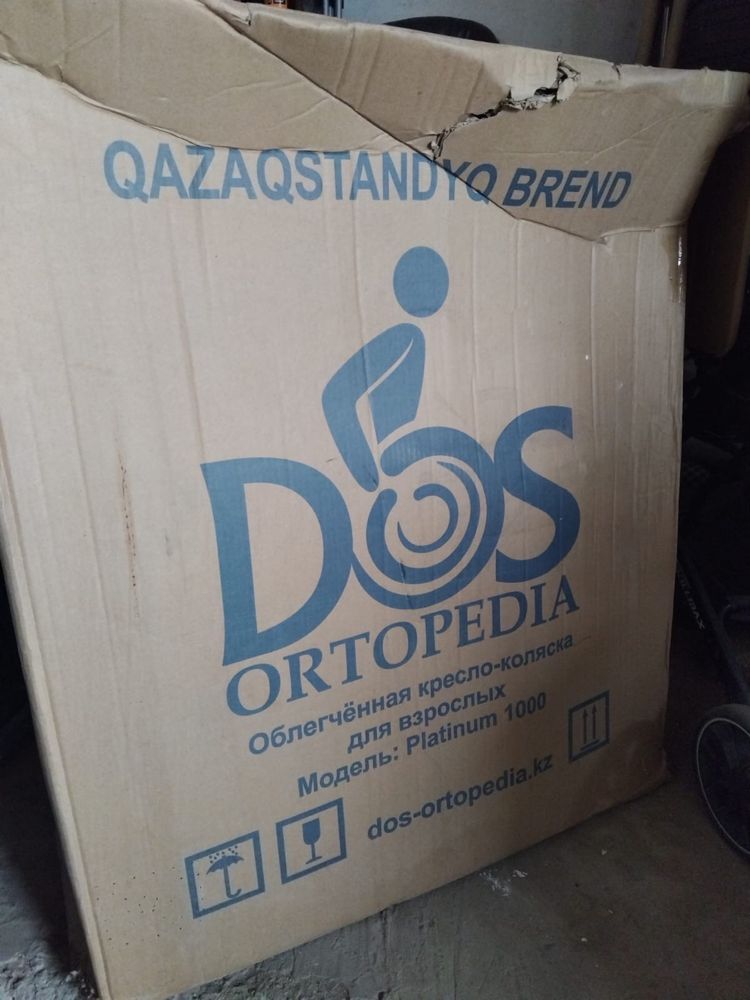 QAZAQSTANDYQ BREND
DOS
ORTOPEDIA
Облегчённая кресло-коляска
для взрослых
Модель: Platinum 1000
dos-ortopedia.kz